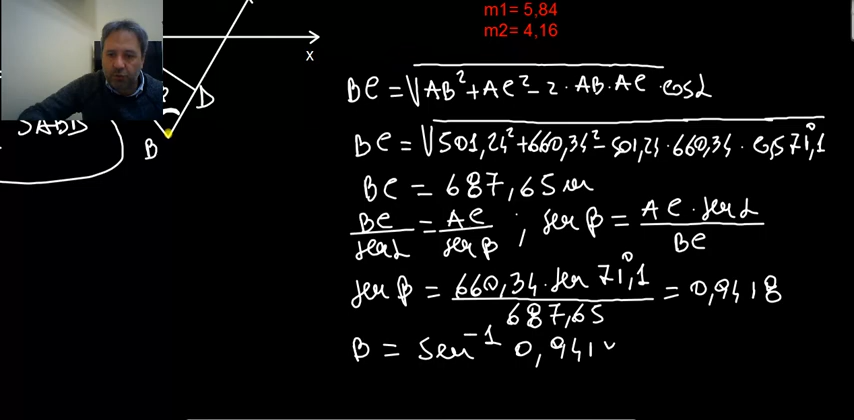 m1= 5,84
m2= 4,16
x
D
B
BC = √AB² + AC² - 2 · AB · AC · cos α
BC = √501,24² + 660,34² - 501,24 · 660,34 · cos 71°,1
BC = 687,65 m
BC/sen α = AC/sen β ; sen β = AC · sen α/BC
sen β = 660,34 · sen 71°,1/687,65 = 0,9418
B = sen⁻¹ 0,941